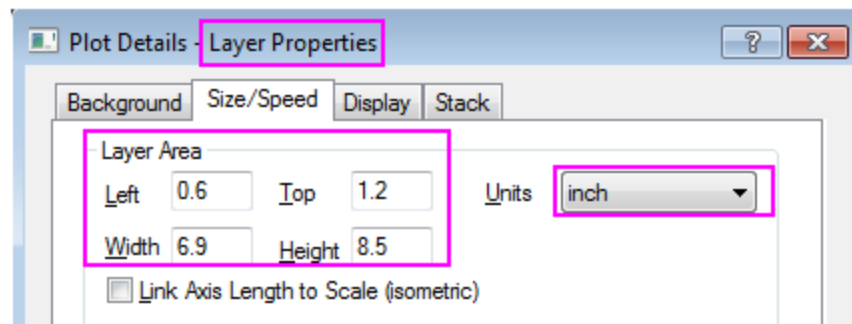 Plot Details - Layer Properties
Background Size/Speed Display Stack
Layer Area
Left 0.6 Top 1.2 Units inch
Width 6.9 Height 8.5
Link Axis Length to Scale (isometric)